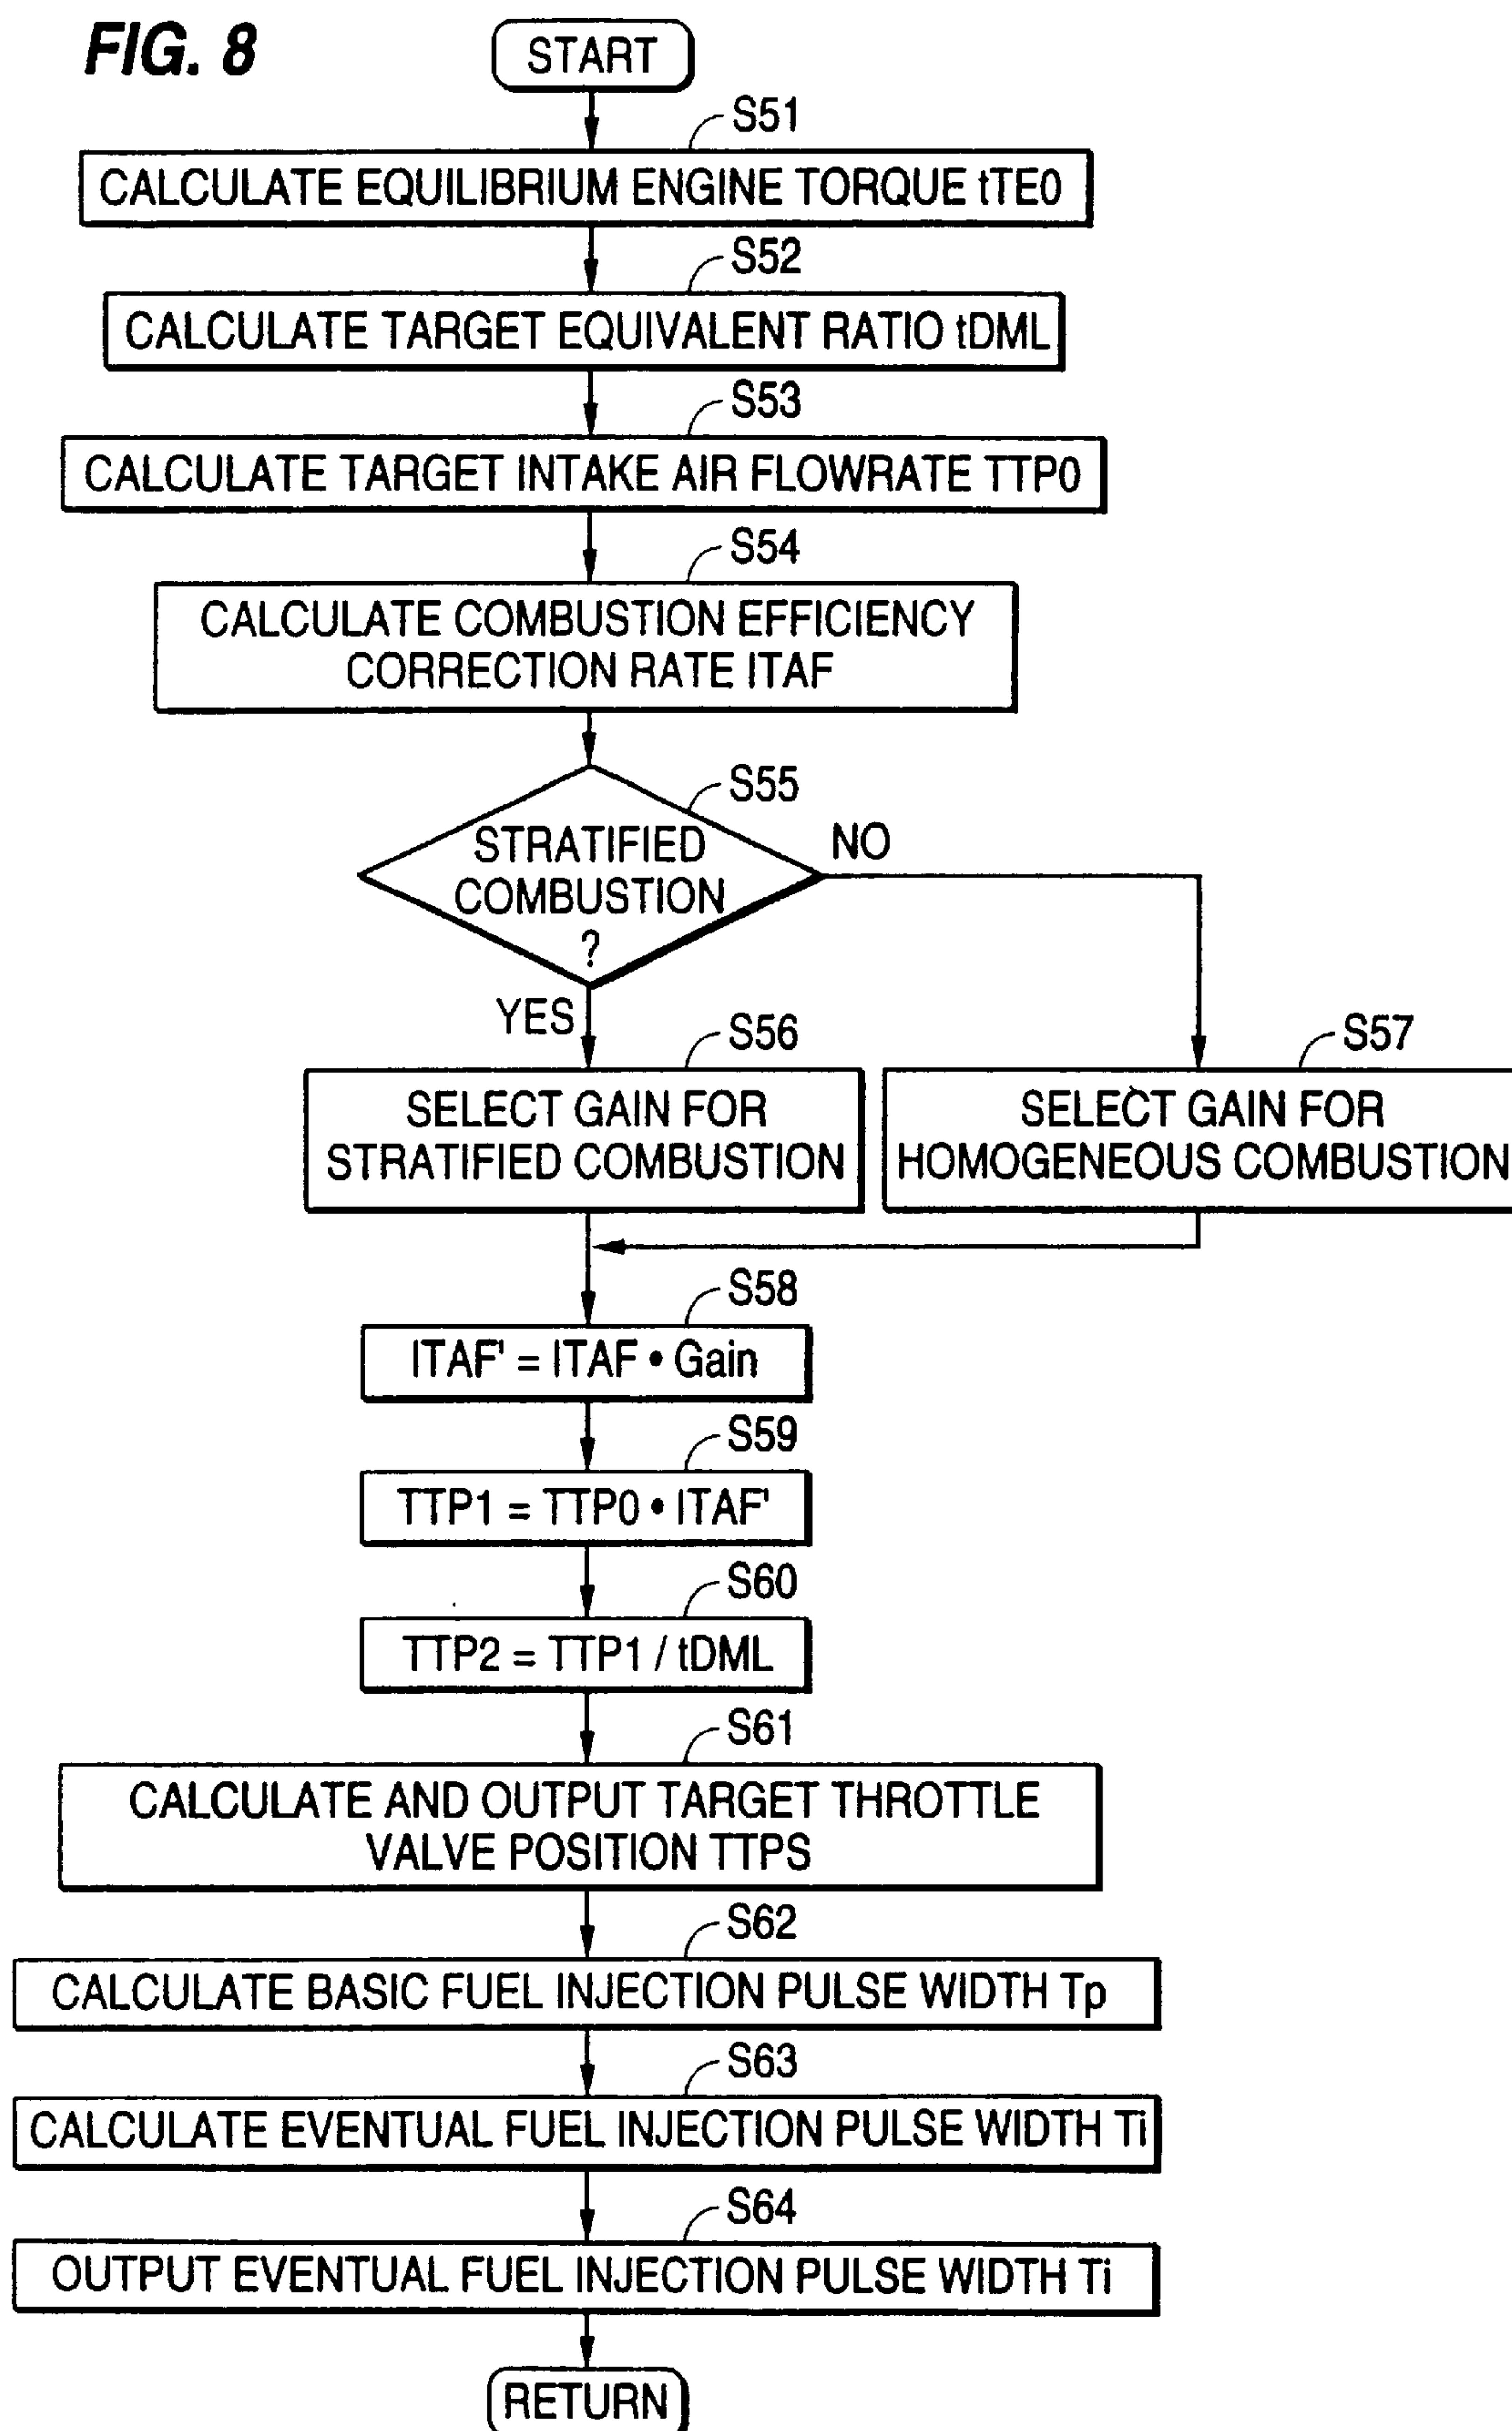 FIG. 8
START
S51
CALCULATE EQUILIBRIUM ENGINE TORQUE tTE0
S52
CALCULATE TARGET EQUIVALENT RATIO tDML
S53
CALCULATE TARGET INTAKE AIR FLOWRATE TTP0
S54
CALCULATE COMBUSTION EFFICIENCY
CORRECTION RATE ITAF
S55
STRATIFIED
COMBUSTION
?
NO
YES
S56
SELECT GAIN FOR
STRATIFIED COMBUSTION
S57
SELECT GAIN FOR
HOMOGENEOUS COMBUSTION
S58
ITAF' = ITAF • Gain
S59
TTP1 = TTP0 • ITAF'
S60
TTP2 = TTP1 / tDML
S61
CALCULATE AND OUTPUT TARGET THROTTLE
VALVE POSITION TTPS
S62
CALCULATE BASIC FUEL INJECTION PULSE WIDTH Tp
S63
CALCULATE EVENTUAL FUEL INJECTION PULSE WIDTH Ti
S64
OUTPUT EVENTUAL FUEL INJECTION PULSE WIDTH Ti
RETURN